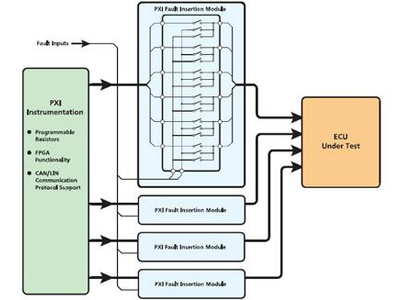 PXI Fault Insertion Module
Fault Inputs
PXI
Instrumentation
Programmable
Resistors
FPGA
Functionality
CAN/LIN
Communication
Protocol Support
ECU
Under Test
PXI Fault Insertion Module
PXI Fault Insertion Module
PXI Fault Insertion Module